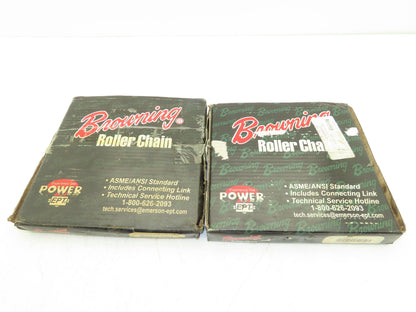 Browning®
Roller Chain
• ASME/ANSI Standard
• Includes Connecting Link
• Technical Service Hotline
1-800-626-2093
tech.services@emerson-ept.com
POWER
EPT
Browning
Roller Chai
• ASME/ANSI Standard
• Includes Connecting Link
• Technical Service Hotline
1-800-626-2093
tech.services@emerson-ept.com
POWER
EPT